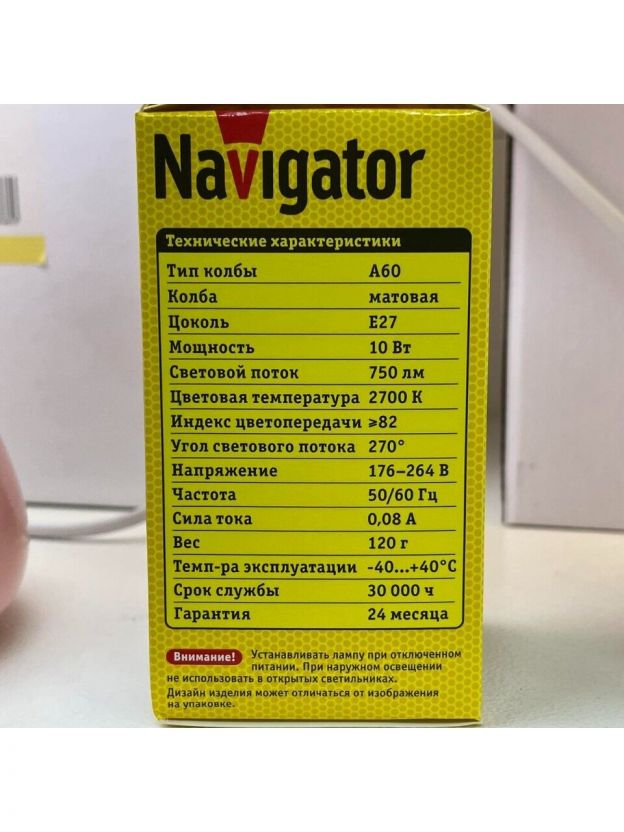 Navigator
Технические характеристики
Тип колбы A60
Колба матовая
Цоколь E27
Мощность 10 Вт
Световой поток 750 лм
Цветовая температура 2700 К
Индекс цветопередачи ≥82
Угол светового потока 270°
Напряжение 176–264 В
Частота 50/60 Гц
Сила тока 0,08 А
Вес 120 г
Темп-ра эксплуатации -40...+40°C
Срок службы 30 000 ч
Гарантия 24 месяца
Внимание! Устанавливать лампу при отключенном
питании. При наружном освещении
не использовать в открытых светильниках.
Дизайн изделия может отличаться от изображения
на упаковке.